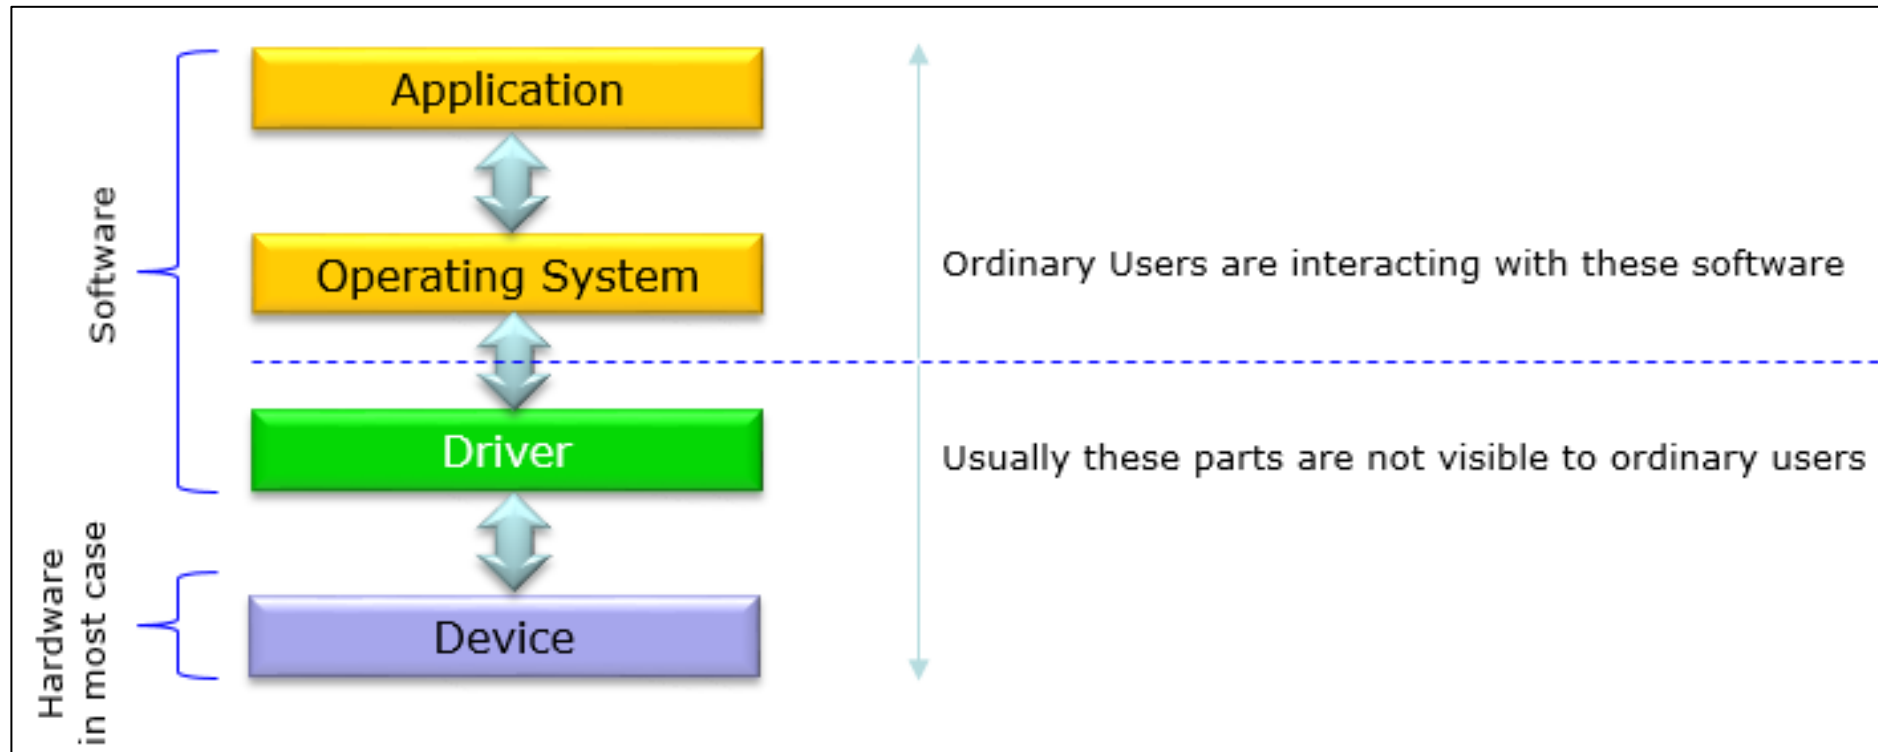 Application
Operating System
Driver
Device
Software
Hardware
in most case
Ordinary Users are interacting with these software
Usually these parts are not visible to ordinary users